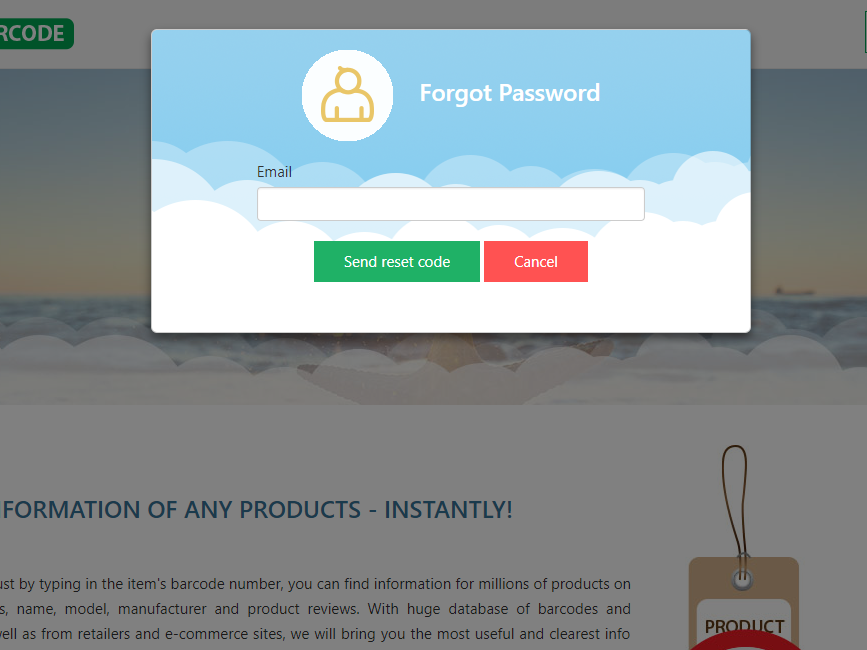 RCODE
Forgot Password
Email
Send reset code
Cancel
FORMATION OF ANY PRODUCTS - INSTANTLY!
ust by typing in the item's barcode number, you can find information for millions of products on
s, name, model, manufacturer and product reviews. With huge database of barcodes and
vell as from retailers and e-commerce sites, we will bring you the most useful and clearest info
PRODUCT